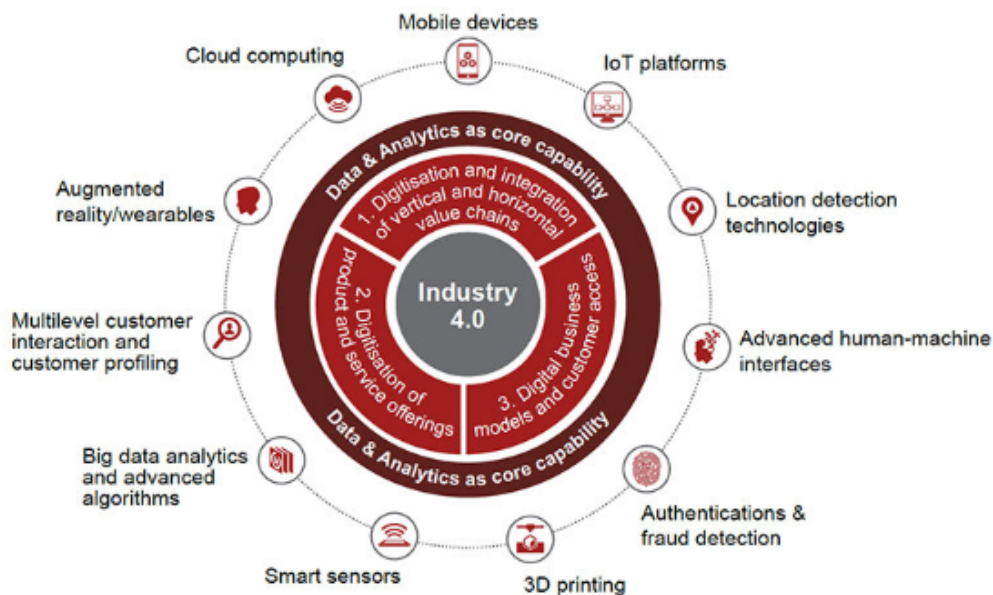 Mobile devices
Cloud computing
IoT platforms
Augmented
reality/wearables
Location detection
technologies
Multilevel customer
interaction and
customer profiling
Advanced human-machine
interfaces
Big data analytics
and advanced
algorithms
Authentications &
fraud detection
Smart sensors
3D printing
Data & Analytics as core capability
1. Digitisation and integration
of vertical and horizontal
value chains
2. Digitisation of
product and service offerings
3. Digital business
models and customer access
Industry
4.0
Data & Analytics as core capability